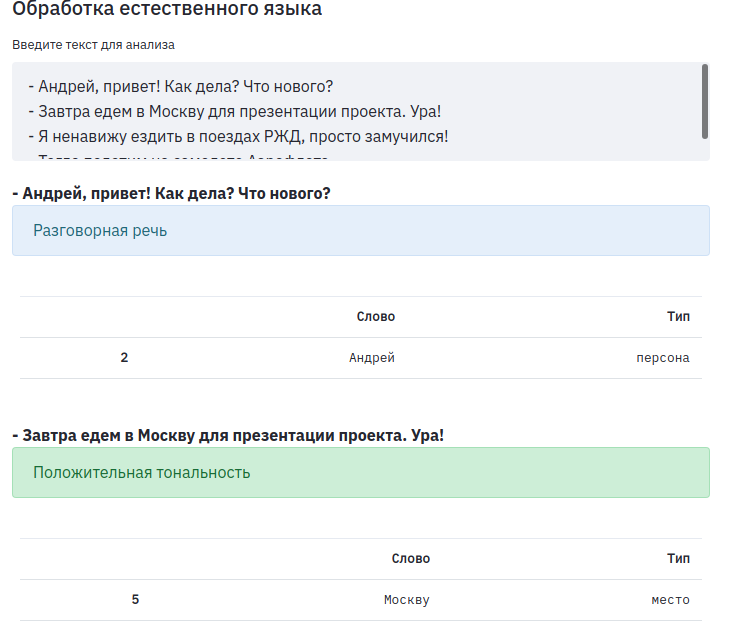 Обработка естественного языка
Введите текст для анализа
- Андрей, привет! Как дела? Что нового?
- Завтра едем в Москву для презентации проекта. Ура!
- Я ненавижу ездить в поездах РЖД, просто замучился!
- Андрей, привет! Как дела? Что нового?
Разговорная речь
Слово Тип
2 Андрей персона
- Завтра едем в Москву для презентации проекта. Ура!
Положительная тональность
Слово Тип
5 Москву место